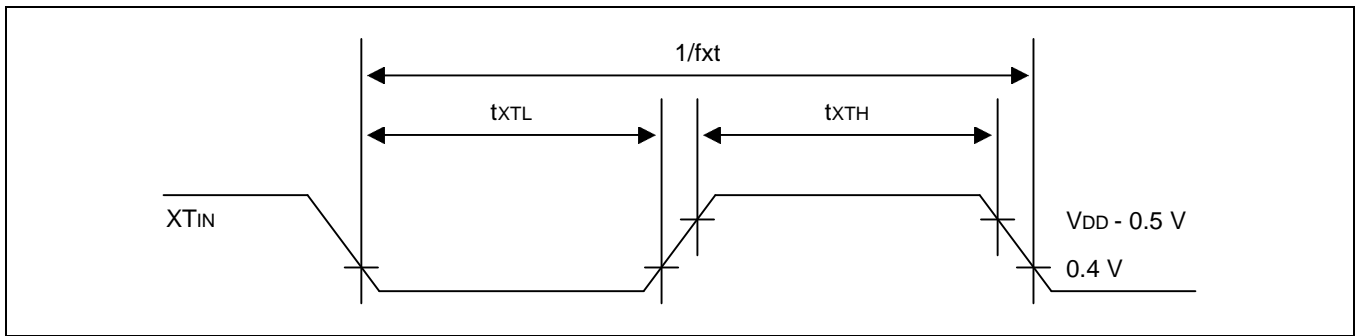 1/fxt
tXTL
tXTH
XTIN
VDD - 0.5 V
0.4 V